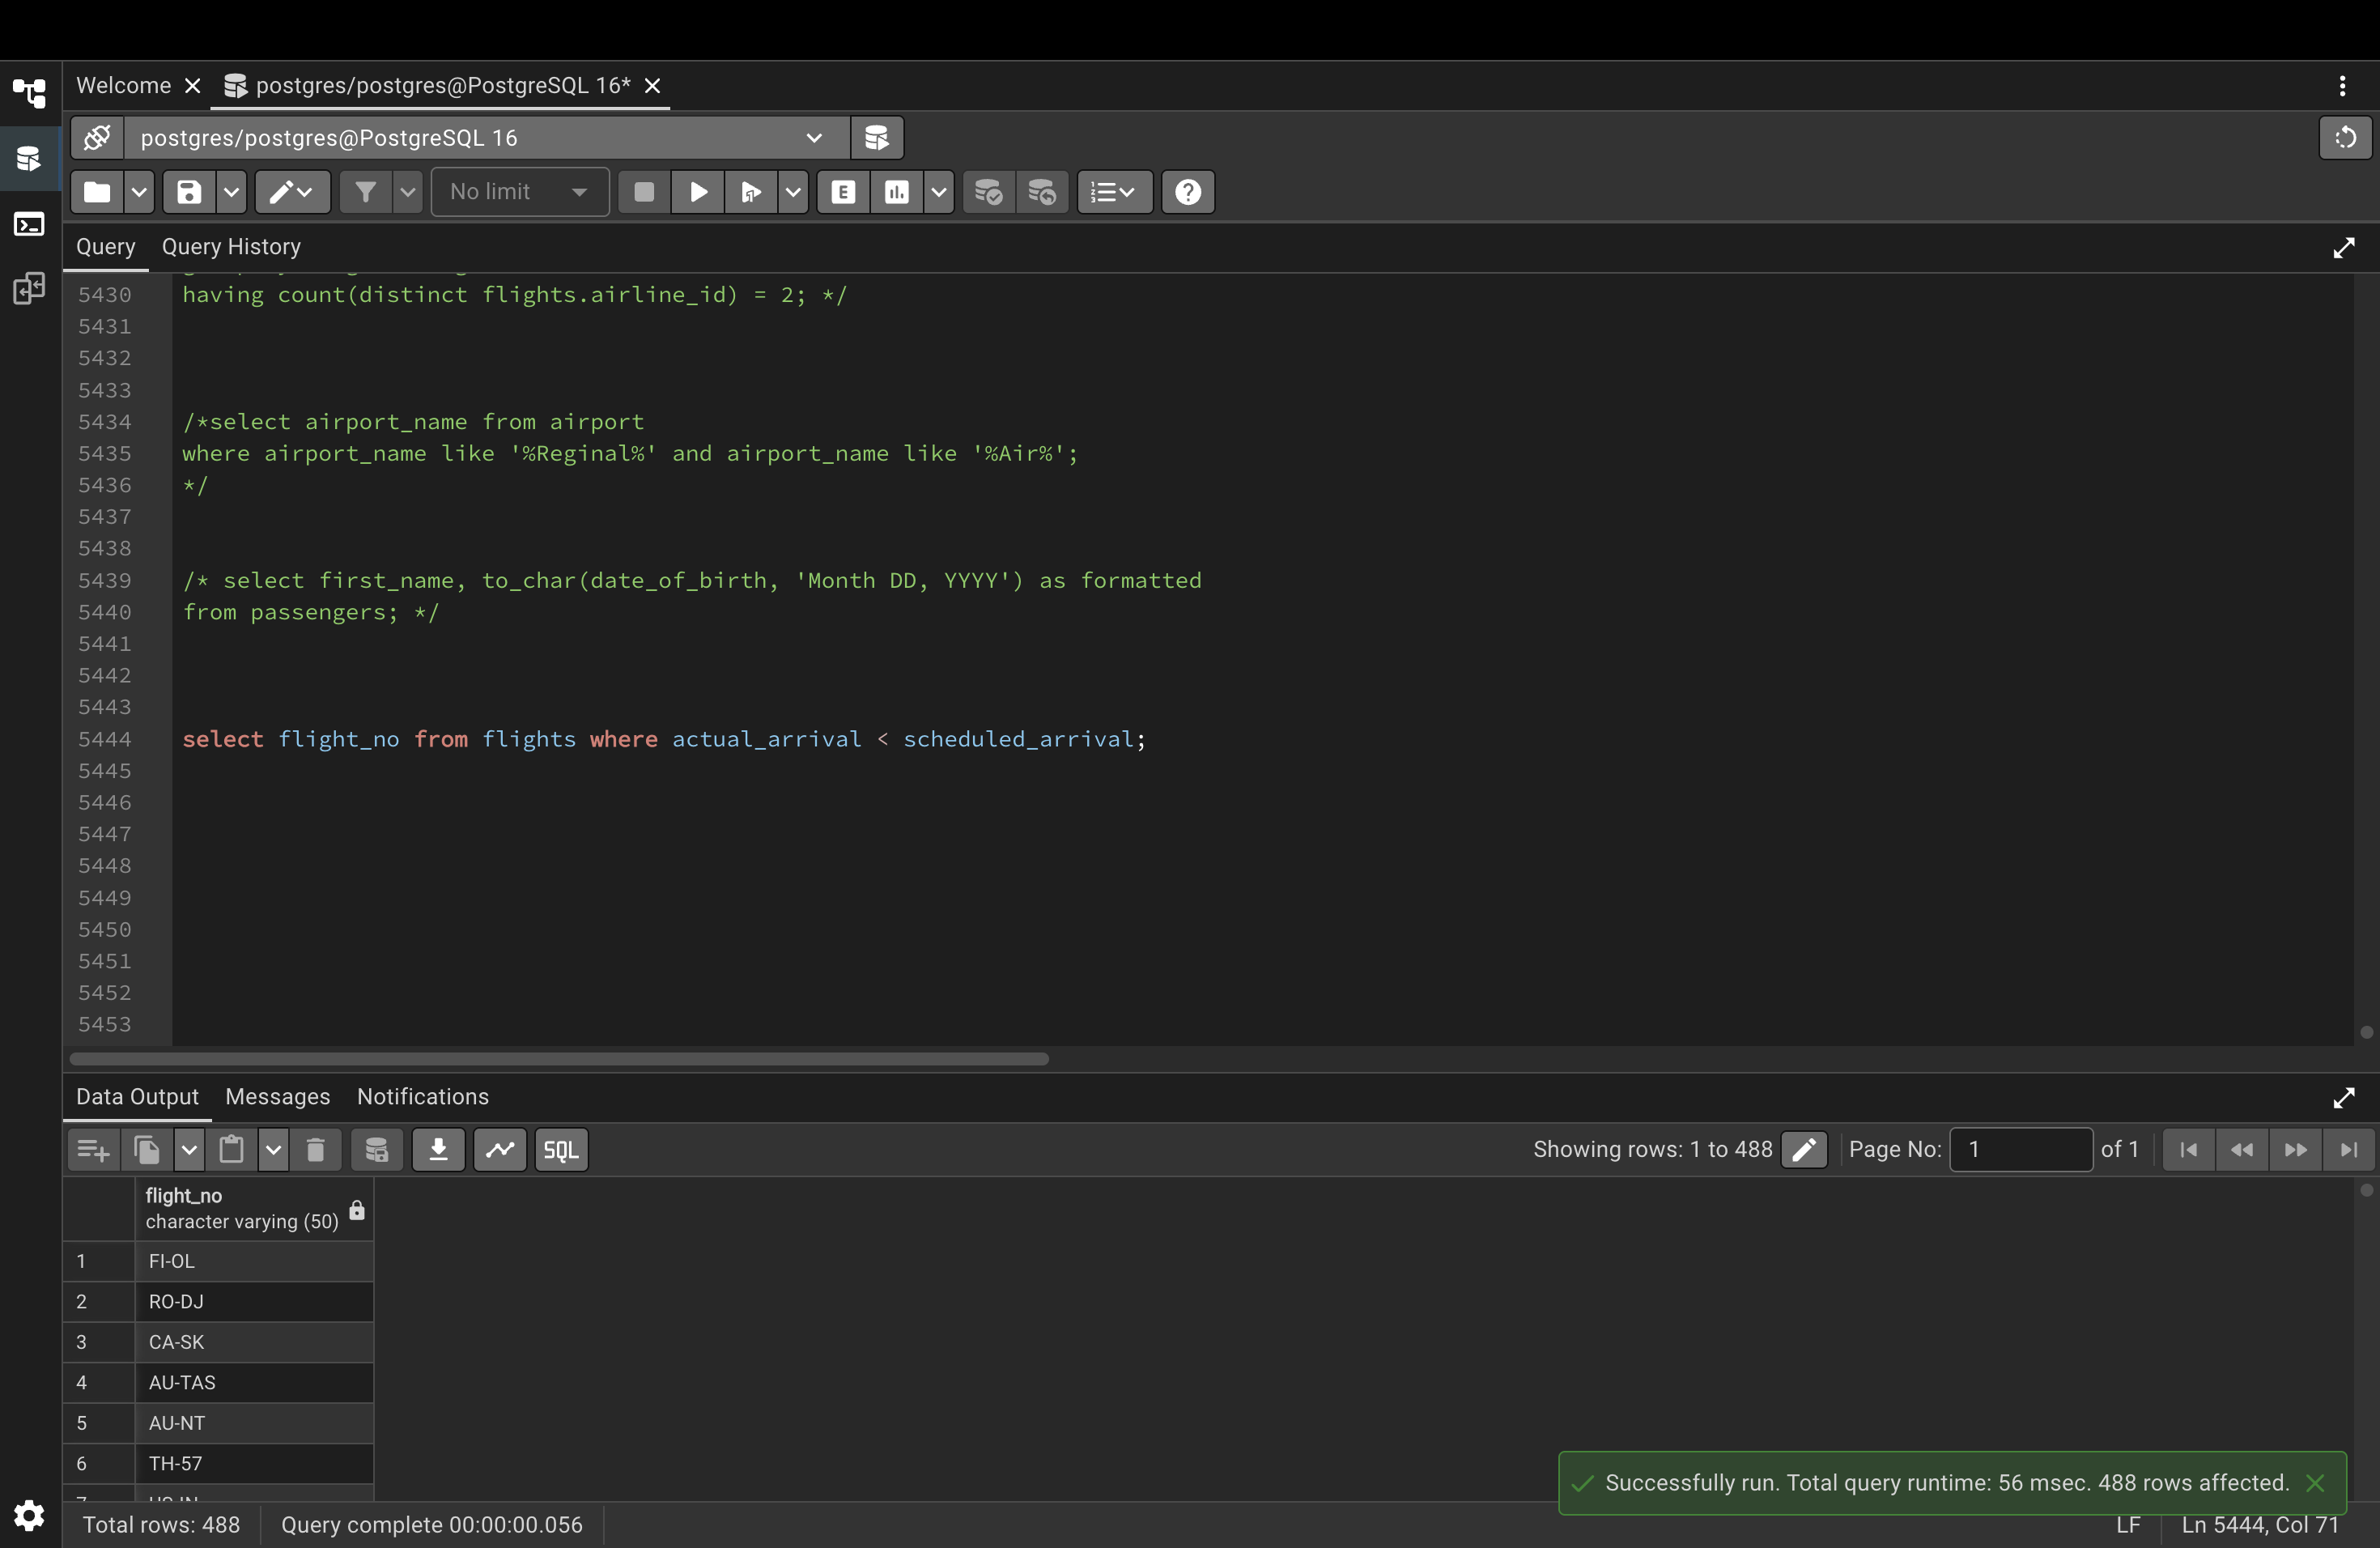 Welcome
postgres/postgres@PostgreSQL 16*
postgres/postgres@PostgreSQL 16
No limit
E
Query
Query History
5430 having count(distinct flights.airline_id) = 2; */
5431
5432
5433
5434 /*select airport_name from airport
5435 where airport_name like '%Reginal%' and airport_name like '%Air%';
5436 */
5437
5438
5439 /* select first_name, to_char(date_of_birth, 'Month DD, YYYY') as formatted
5440 from passengers; */
5441
5442
5443
5444 select flight_no from flights where actual_arrival < scheduled_arrival;
5445
5446
5447
5448
5449
5450
5451
5452
5453
Data Output
Messages
Notifications
SQL
Showing rows: 1 to 488
Page No: 1 of 1
flight_no
character varying (50)
1 FI-OL
2 RO-DJ
3 CA-SK
4 AU-TAS
5 AU-NT
6 TH-57
Successfully run. Total query runtime: 56 msec. 488 rows affected.
Total rows: 488
Query complete 00:00:00.056
LF
Ln 5444, Col 71